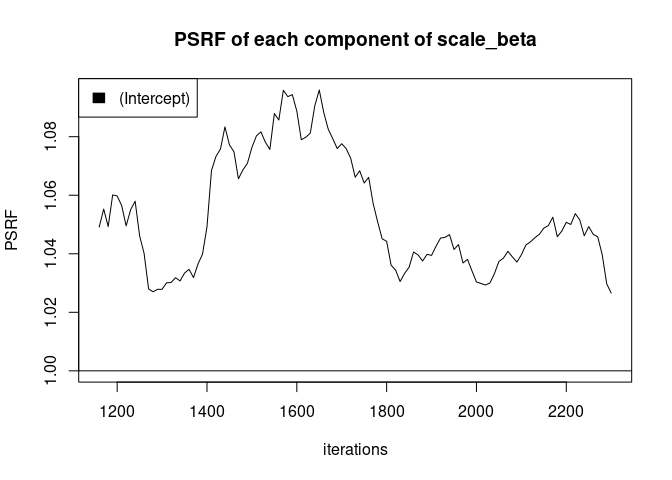 PSRF of each component of scale_beta
(Intercept)
PSRF
1.08
1.06
1.04
1.02
1.00
1200 1400 1600 1800 2000 2200
iterations